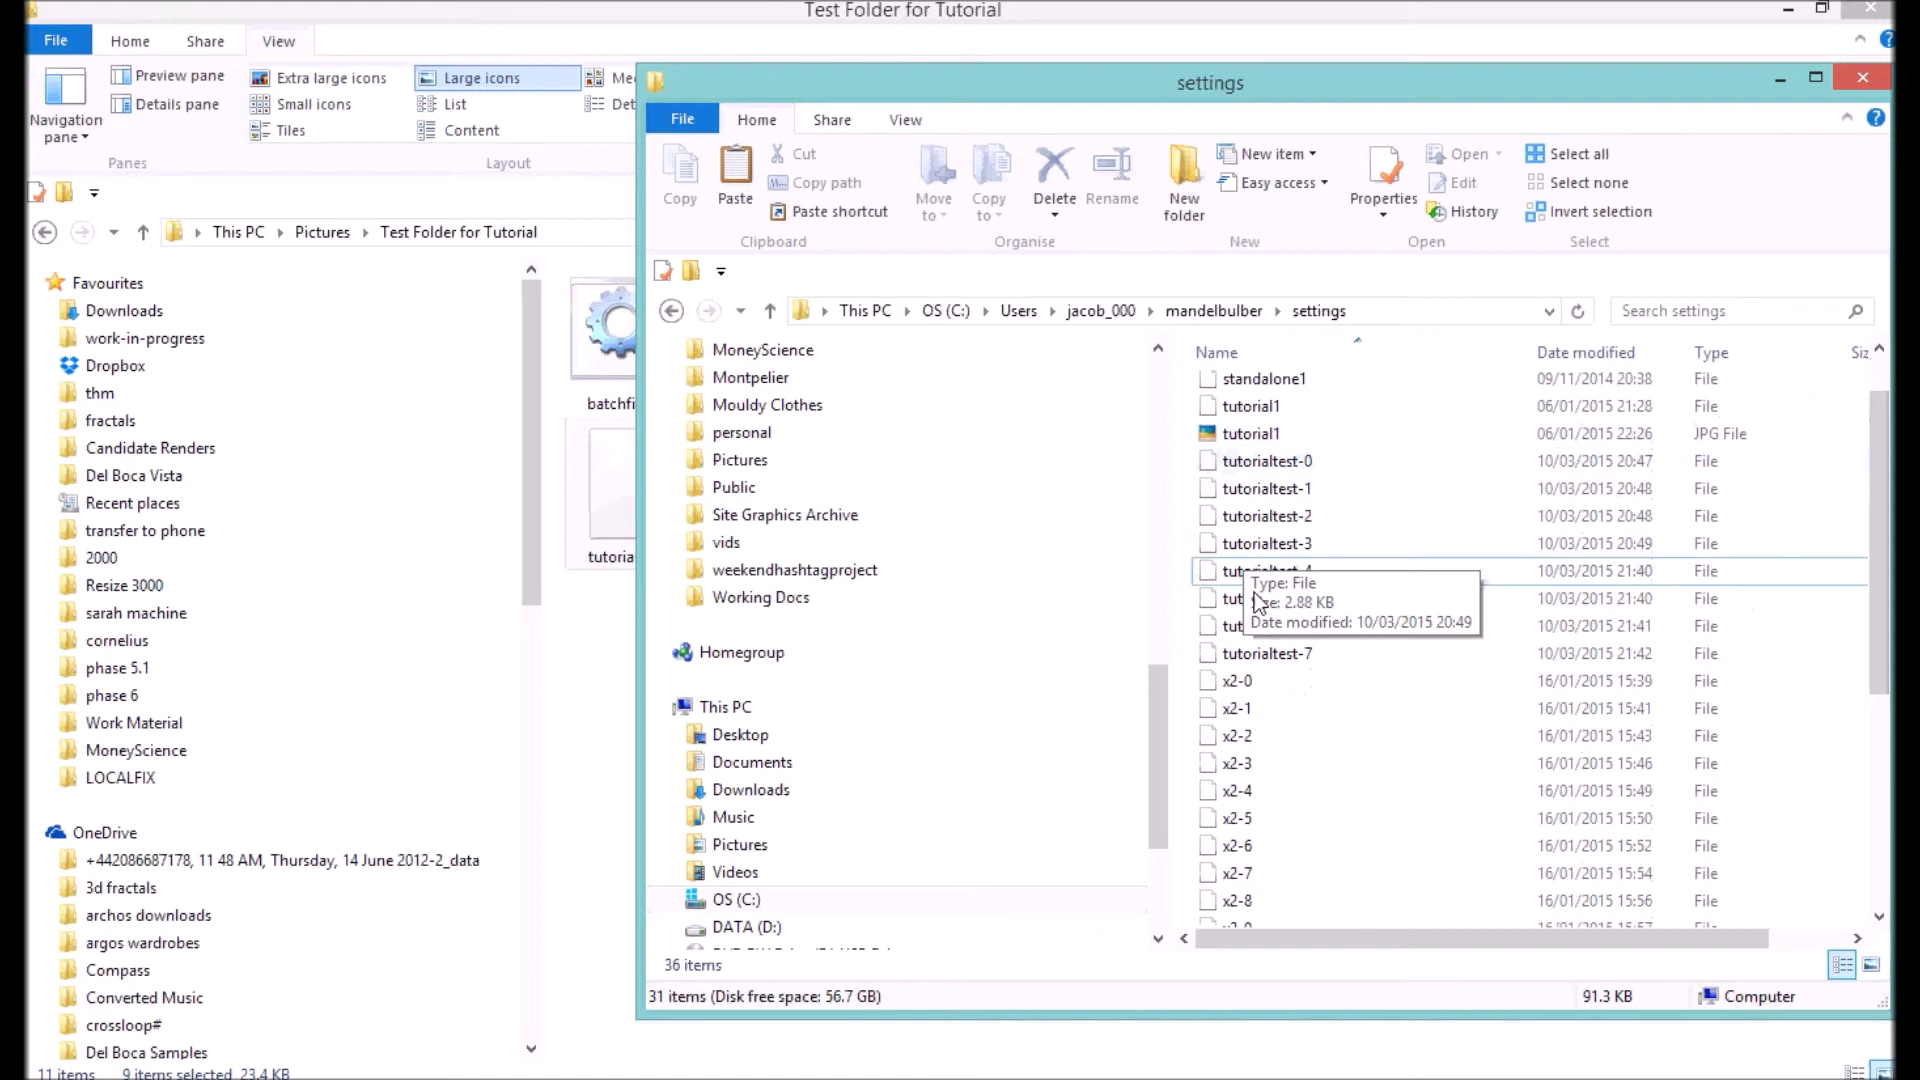 Test Folder for Tutorial
File Home Share View
Preview pane
Details pane
Navigation pane
Panes
Extra large icons Large icons
Small icons List
Tiles Content
Layout
This PC Pictures Test Folder for Tutorial
Favourites
Downloads
work-in-progress
Dropbox
thm
fractals
Candidate Renders
Del Boca Vista
Recent places
transfer to phone
2000
Resize 3000
sarah machine
cornelius
phase 5.1
phase 6
Work Material
MoneyScience
LOCALFIX
OneDrive
+442086687178, 11 48 AM, Thursday, 14 June 2012-2_data
3d fractals
archos downloads
argos wardrobes
Compass
Converted Music
crossloop#
Del Boca Samples
11 items 9 items selected 23.4 KB
batchfi
tutoria
settings
File Home Share View
Copy Paste
Cut
Copy path
Paste shortcut
Clipboard
Move to Copy to Delete Rename
Organise
New folder
New item
Easy access
New
Properties
Open
Edit
History
Open
Select all
Select none
Invert selection
Select
This PC OS (C:) Users jacob_000 mandelbulber settings
Search settings
MoneyScience
Montpelier
Mouldy Clothes
personal
Pictures
Public
Site Graphics Archive
vids
weekendhashtagproject
Working Docs
Homegroup
This PC
Desktop
Documents
Downloads
Music
Pictures
Videos
OS (C:)
DATA (D:)
Name Date modified Type Siz
standalone1 09/11/2014 20:38 File
tutorial1 06/01/2015 21:28 File
tutorial1 06/01/2015 22:26 JPG File
tutorialtest-0 10/03/2015 20:47 File
tutorialtest-1 10/03/2015 20:48 File
tutorialtest-2 10/03/2015 20:48 File
tutorialtest-3 10/03/2015 20:49 File
tutorialtest-4 10/03/2015 21:40 File
tut 10/03/2015 21:40 File
tut 10/03/2015 21:41 File
tutorialtest-7 10/03/2015 21:42 File
x2-0 16/01/2015 15:39 File
x2-1 16/01/2015 15:41 File
x2-2 16/01/2015 15:43 File
x2-3 16/01/2015 15:46 File
x2-4 16/01/2015 15:49 File
x2-5 16/01/2015 15:50 File
x2-6 16/01/2015 15:52 File
x2-7 16/01/2015 15:54 File
x2-8 16/01/2015 15:56 File
Type: File
Size: 2.88 KB
Date modified: 10/03/2015 20:49
36 items
31 items (Disk free space: 56.7 GB) 91.3 KB Computer